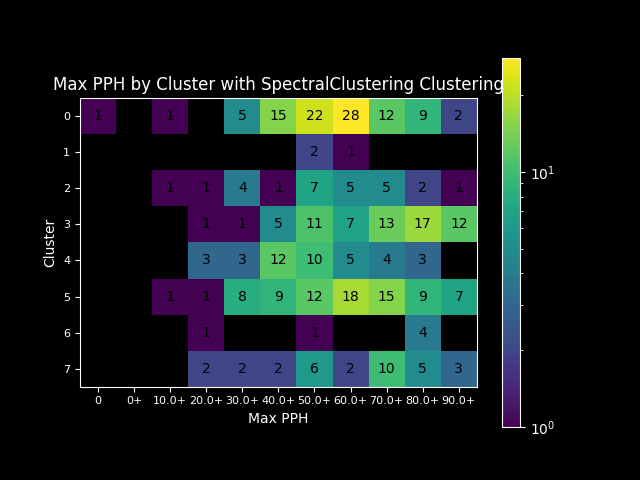 Max PPH by Cluster with SpectralClustering Clustering
0 1 1 5 15 22 28 12 9 2
1 2 1
2 1 1 4 1 7 5 5 2 1
3 1 1 5 11 7 13 17 12
4 3 3 12 10 5 4 3
5 1 1 8 9 12 18 15 9 7
6 1 1 4
7 2 2 2 6 2 10 5 3
0 0+ 10.0+ 20.0+ 30.0+ 40.0+ 50.0+ 60.0+ 70.0+ 80.0+ 90.0+
Max PPH
Cluster
10¹
10⁰